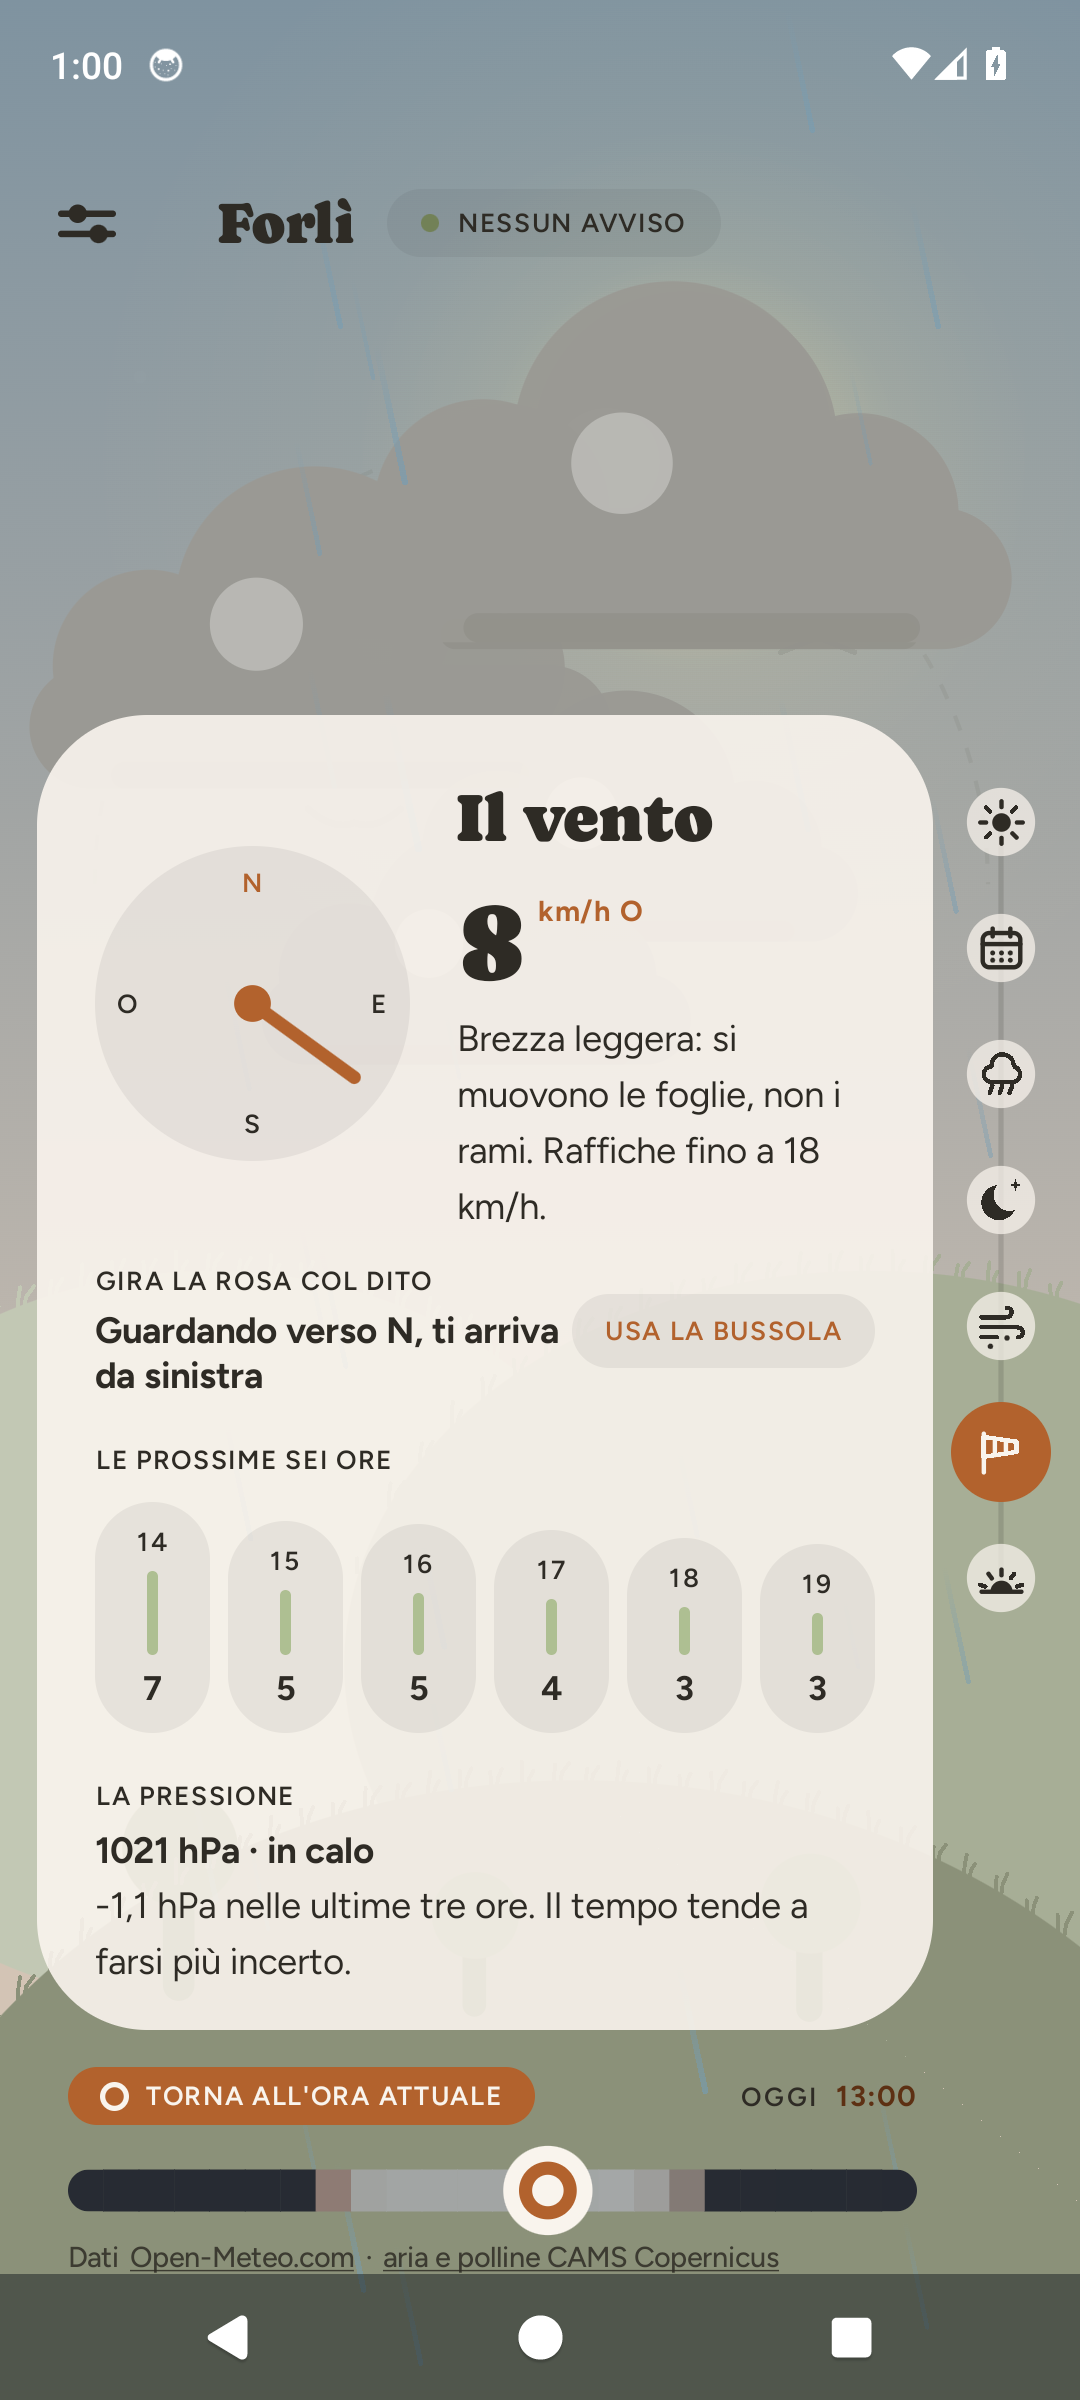 1:00
Forlì
NESSUN AVVISO
Il vento
8 km/h O
N
O
E
S
Brezza leggera: si
muovono le foglie, non i
rami. Raffiche fino a 18
km/h.
GIRA LA ROSA COL DITO
Guardando verso N, ti arriva
da sinistra
USA LA BUSSOLA
LE PROSSIME SEI ORE
14 15 16 17 18 19
7 5 5 4 3 3
LA PRESSIONE
1021 hPa · in calo
-1,1 hPa nelle ultime tre ore. Il tempo tende a
farsi più incerto.
TORNA ALL'ORA ATTUALE
OGGI 13:00
Dati Open-Meteo.com · aria e polline CAMS Copernicus